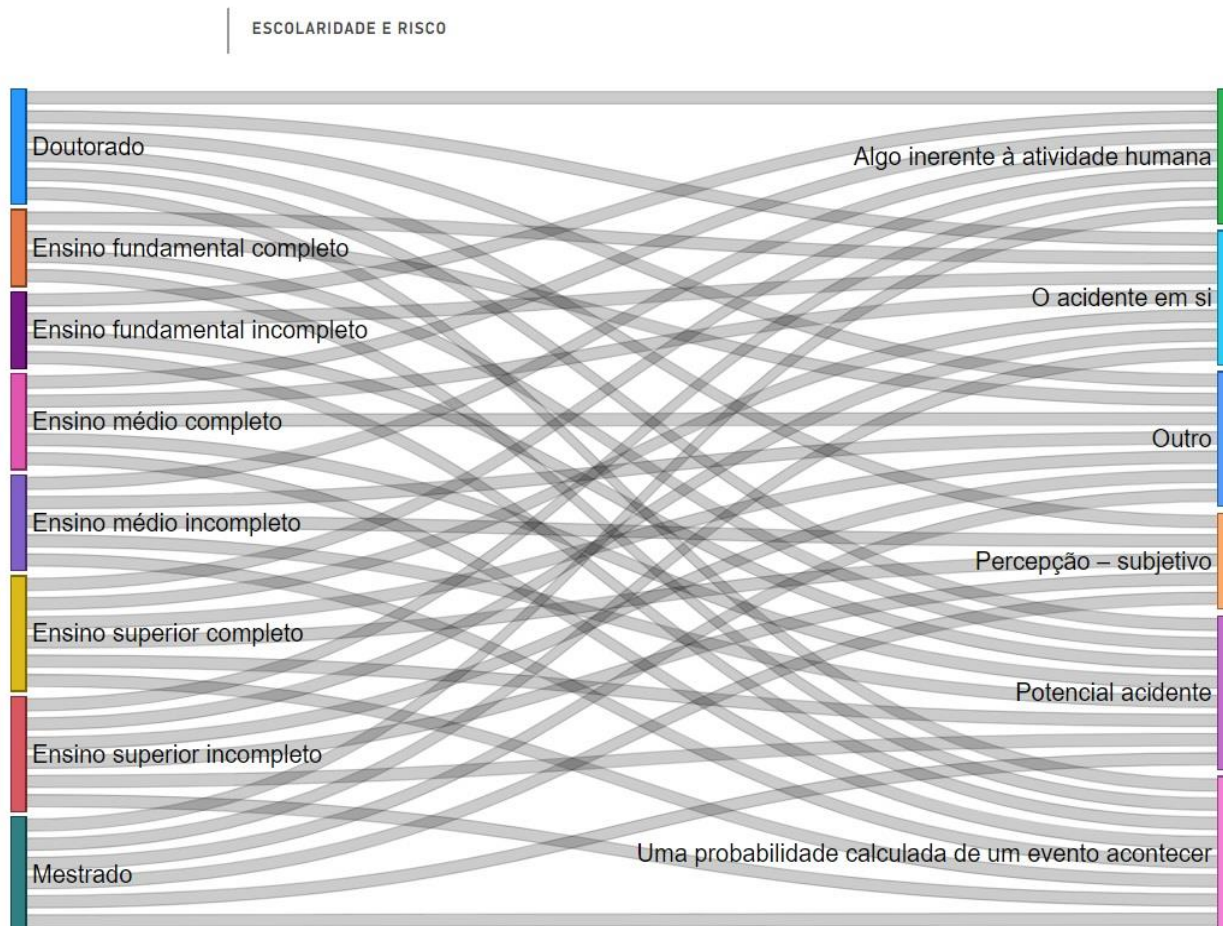 ESCOLARIDADE E RISCO
Doutorado
Ensino fundamental completo
Ensino fundamental incompleto
Ensino médio completo
Ensino médio incompleto
Ensino superior completo
Ensino superior incompleto
Mestrado
Algo inerente à atividade humana
O acidente em si
Outro
Percepção – subjetivo
Potencial acidente
Uma probabilidade calculada de um evento acontecer